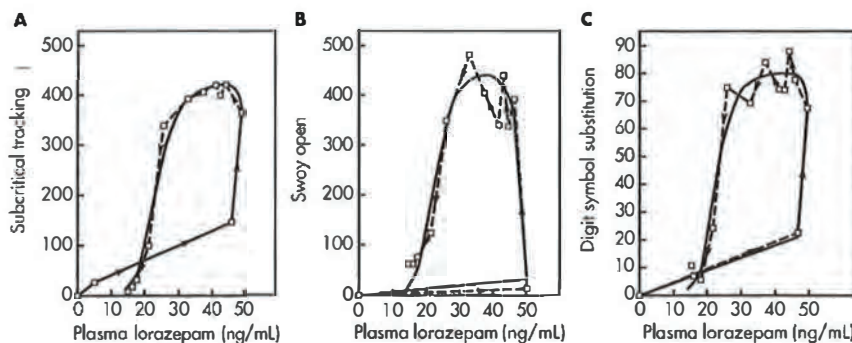 A
B
C
Subcritical tracking
500
400
300
200
100
0
0 10 20 30 40 50 60
Plasma lorazepam (ng/mL)
Sway open
500
400
300
200
100
0
0 10 20 30 40 50 60
Plasma lorazepam (ng/mL)
Digit symbol substitution
90
80
70
60
50
40
30
20
10
0
0 10 20 30 40 50 60
Plasma lorazepam (ng/mL)